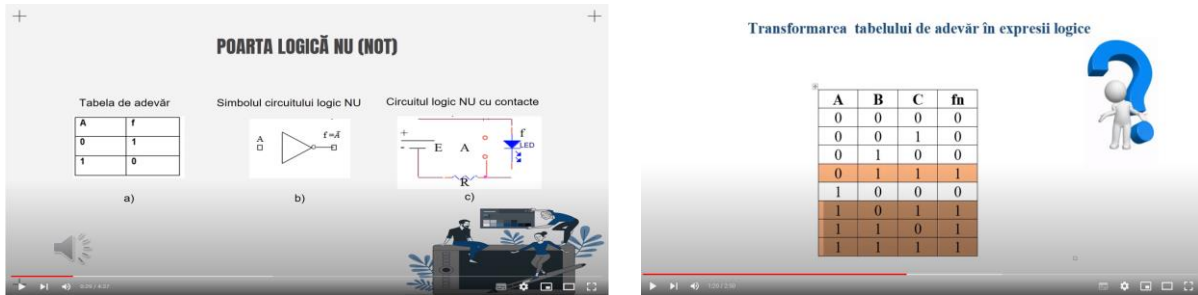 POARTA LOGICĂ NU (NOT)
Tabela de adevăr
Simbolul circuitului logic NU
Circuitul logic NU cu contacte
A f
0 1
1 0
A
f =Ā
+
-
E
A
f
LED
R
a)
b)
c)
Transformarea tabelului de adevăr în expresii logice
A B C fn
0 0 0 0
0 0 1 0
0 1 0 0
0 1 1 1
1 0 0 0
1 0 1 1
1 1 0 1
1 1 1 1